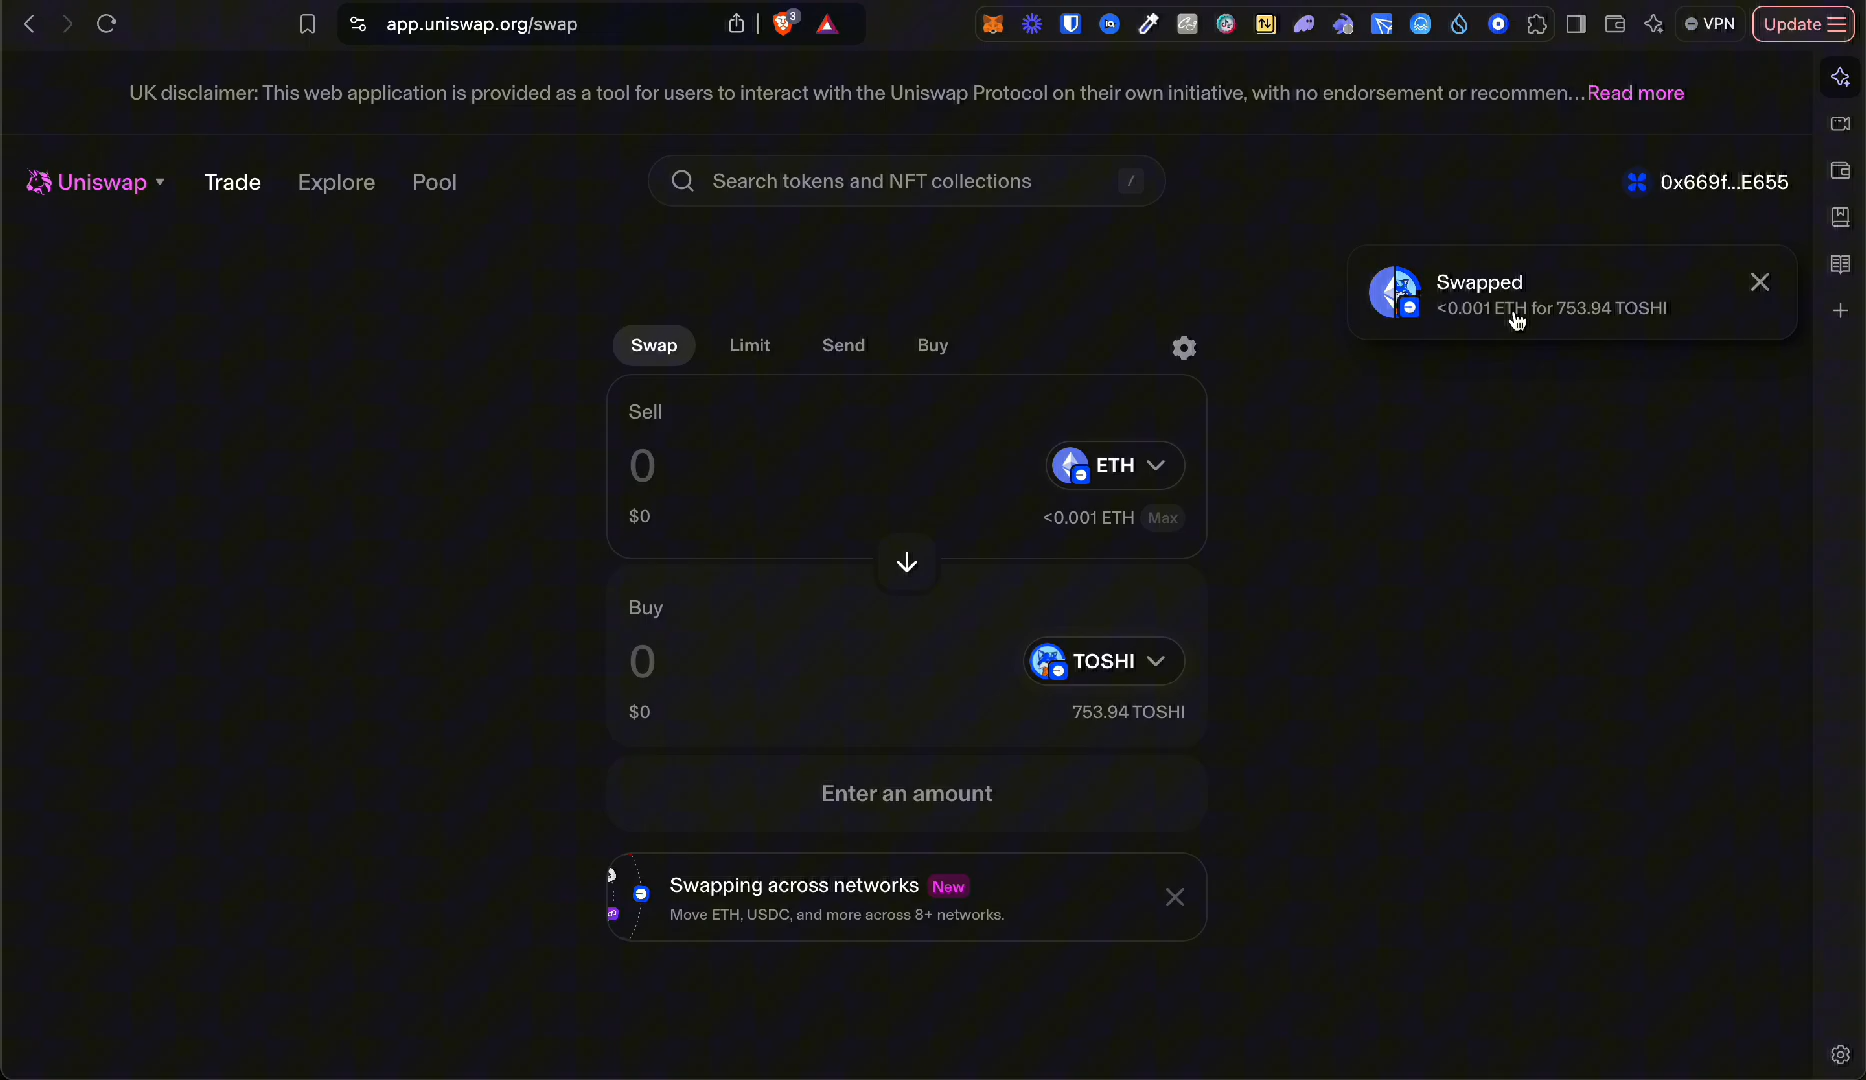 app.uniswap.org/swap
3
VPN
Update
UK disclaimer: This web application is provided as a tool for users to interact with the Uniswap Protocol on their own initiative, with no endorsement or recommen...Read more
Uniswap
Trade
Explore
Pool
Search tokens and NFT collections
/
0x669f...E655
Swapped
<0.001 ETH for 753.94 TOSHI
Swap
Limit
Send
Buy
Sell
0
ETH
$0
<0.001 ETH
Max
Buy
0
TOSHI
$0
753.94 TOSHI
Enter an amount
Swapping across networks
New
Move ETH, USDC, and more across 8+ networks.